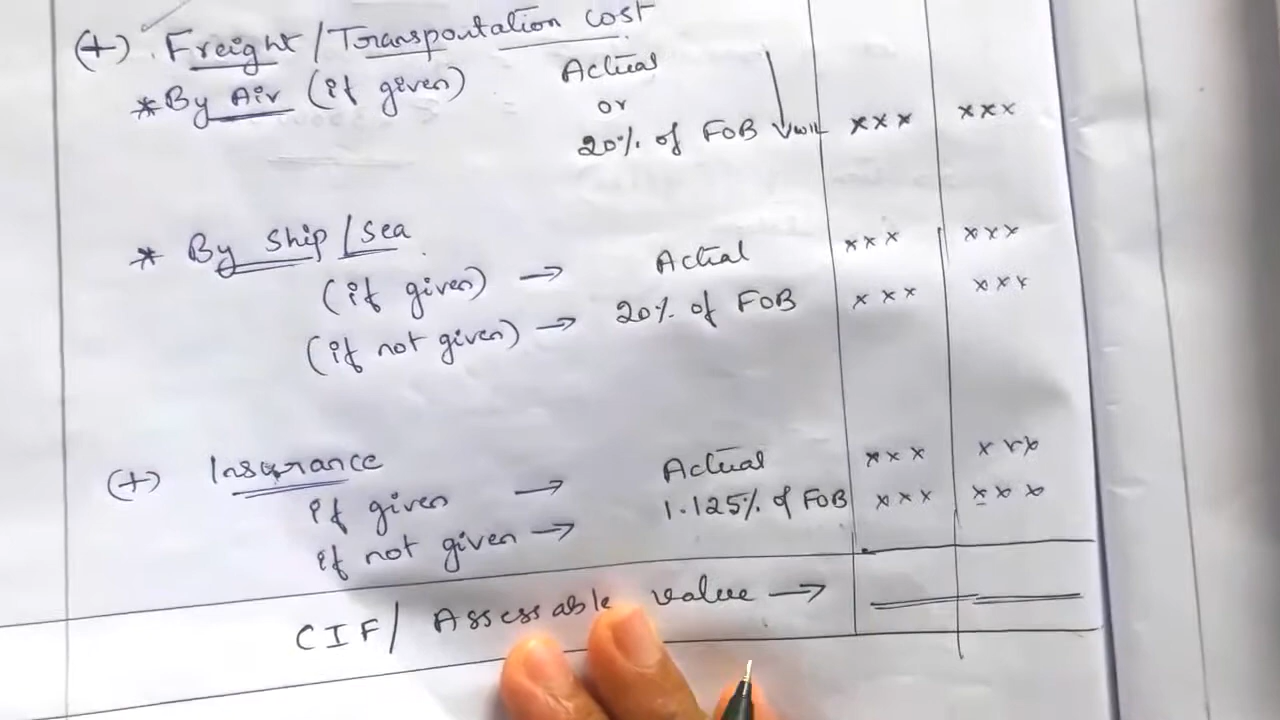 (+) Freight / Transportation cost
* By Air (if given) Actual
or
20% of FOB ↓ wil xxx xxx
* By ship / sea
(if given) → Actual xxx xxx
(if not given) → 20% of FOB xxx xxx
(+) Insurance
if given → Actual xxx xxx
if not given → 1.125% of FOB xxx xxx
CIF / Assessable value →